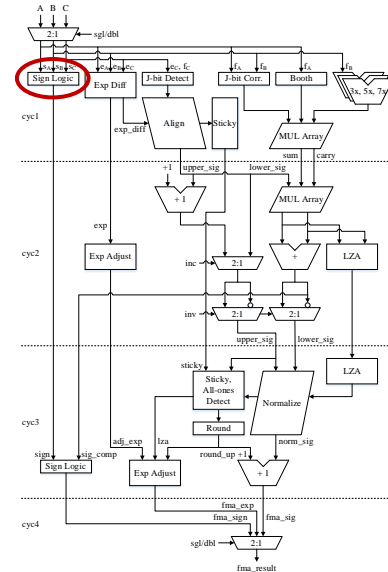 A B C
2:1
sgl/dbl
sA sB sC
eA eB eC
eC, fC
fA fB
fA
fB
Sign Logic
Exp Diff
J-bit Detect
J-bit Corr.
Booth
3x, 5x, 7x
cyc1
exp_diff
Align
Sticky
MUL Array
sum
carry
+1
upper_sig
lower_sig
+ 1
MUL Array
exp
cyc2
Exp Adjust
inc
2:1
+
LZA
inv
2:1
2:1
upper_sig
lower_sig
sticky
Sticky,
All-ones
Detect
Normalize
LZA
cyc3
Round
sign
sig_comp
adj_exp
lza
round_up
+1
norm_sig
Sign Logic
Exp Adjust
+ 1
fma_exp
cyc4
fma_sign
fma_sig
sgl/dbl
2:1
fma_result